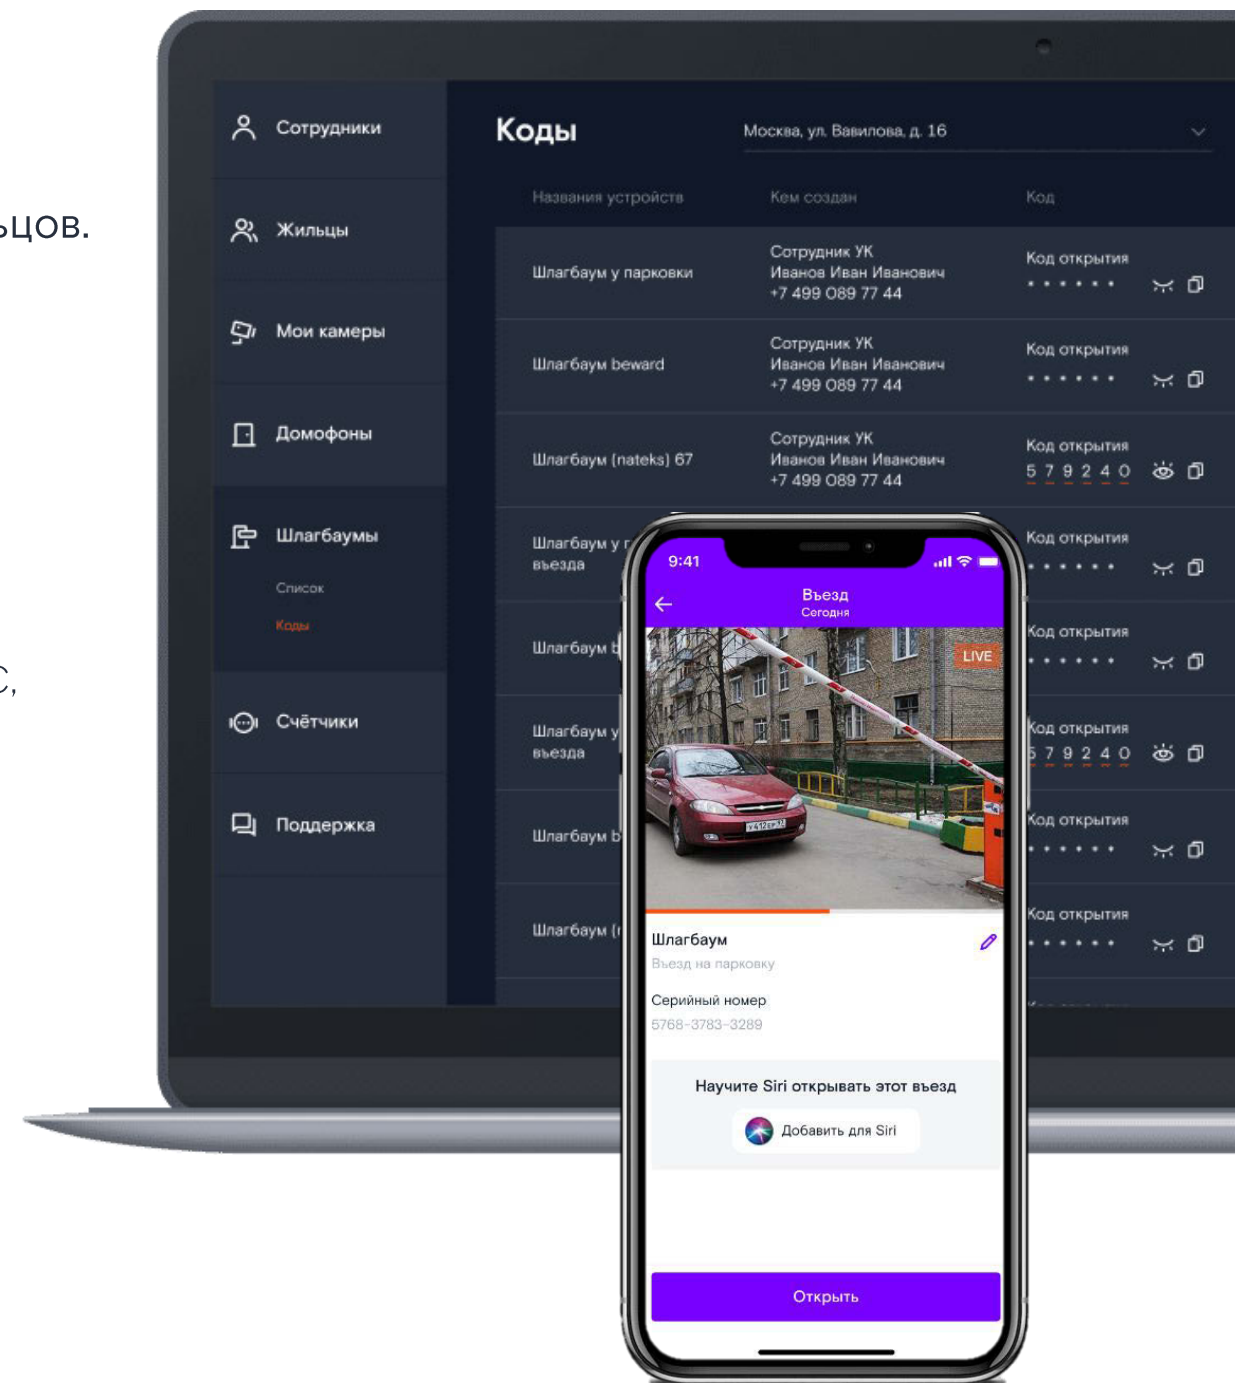 ьцов.
с,
Сотрудники
Жильцы
Мои камеры
Домофоны
Шлагбаумы
Список
Коды
Счётчики
Поддержка
Коды
Москва, ул. Вавилова, д. 16
Названия устройств
Кем создан
Код
Шлагбаум у парковки
Сотрудник УК
Иванов Иван Иванович
+7 499 089 77 44
Код открытия
Шлагбаум beward
Сотрудник УК
Иванов Иван Иванович
+7 499 089 77 44
Код открытия
Шлагбаум (nateks) 67
Сотрудник УК
Иванов Иван Иванович
+7 499 089 77 44
Код открытия
5 7 9 2 4 0
Шлагбаум у г
въезда
Код открытия
Шлагбаум b
Код открытия
Шлагбаум у
въезда
Код открытия
5 7 9 2 4 0
Шлагбаум b
Код открытия
Шлагбаум (n
Код открытия
9:41
Въезд
Сегодня
LIVE
Шлагбаум
Въезд на парковку
Серийный номер
5768-3783-3289
Научите Siri открывать этот въезд
Добавить для Siri
Открыть